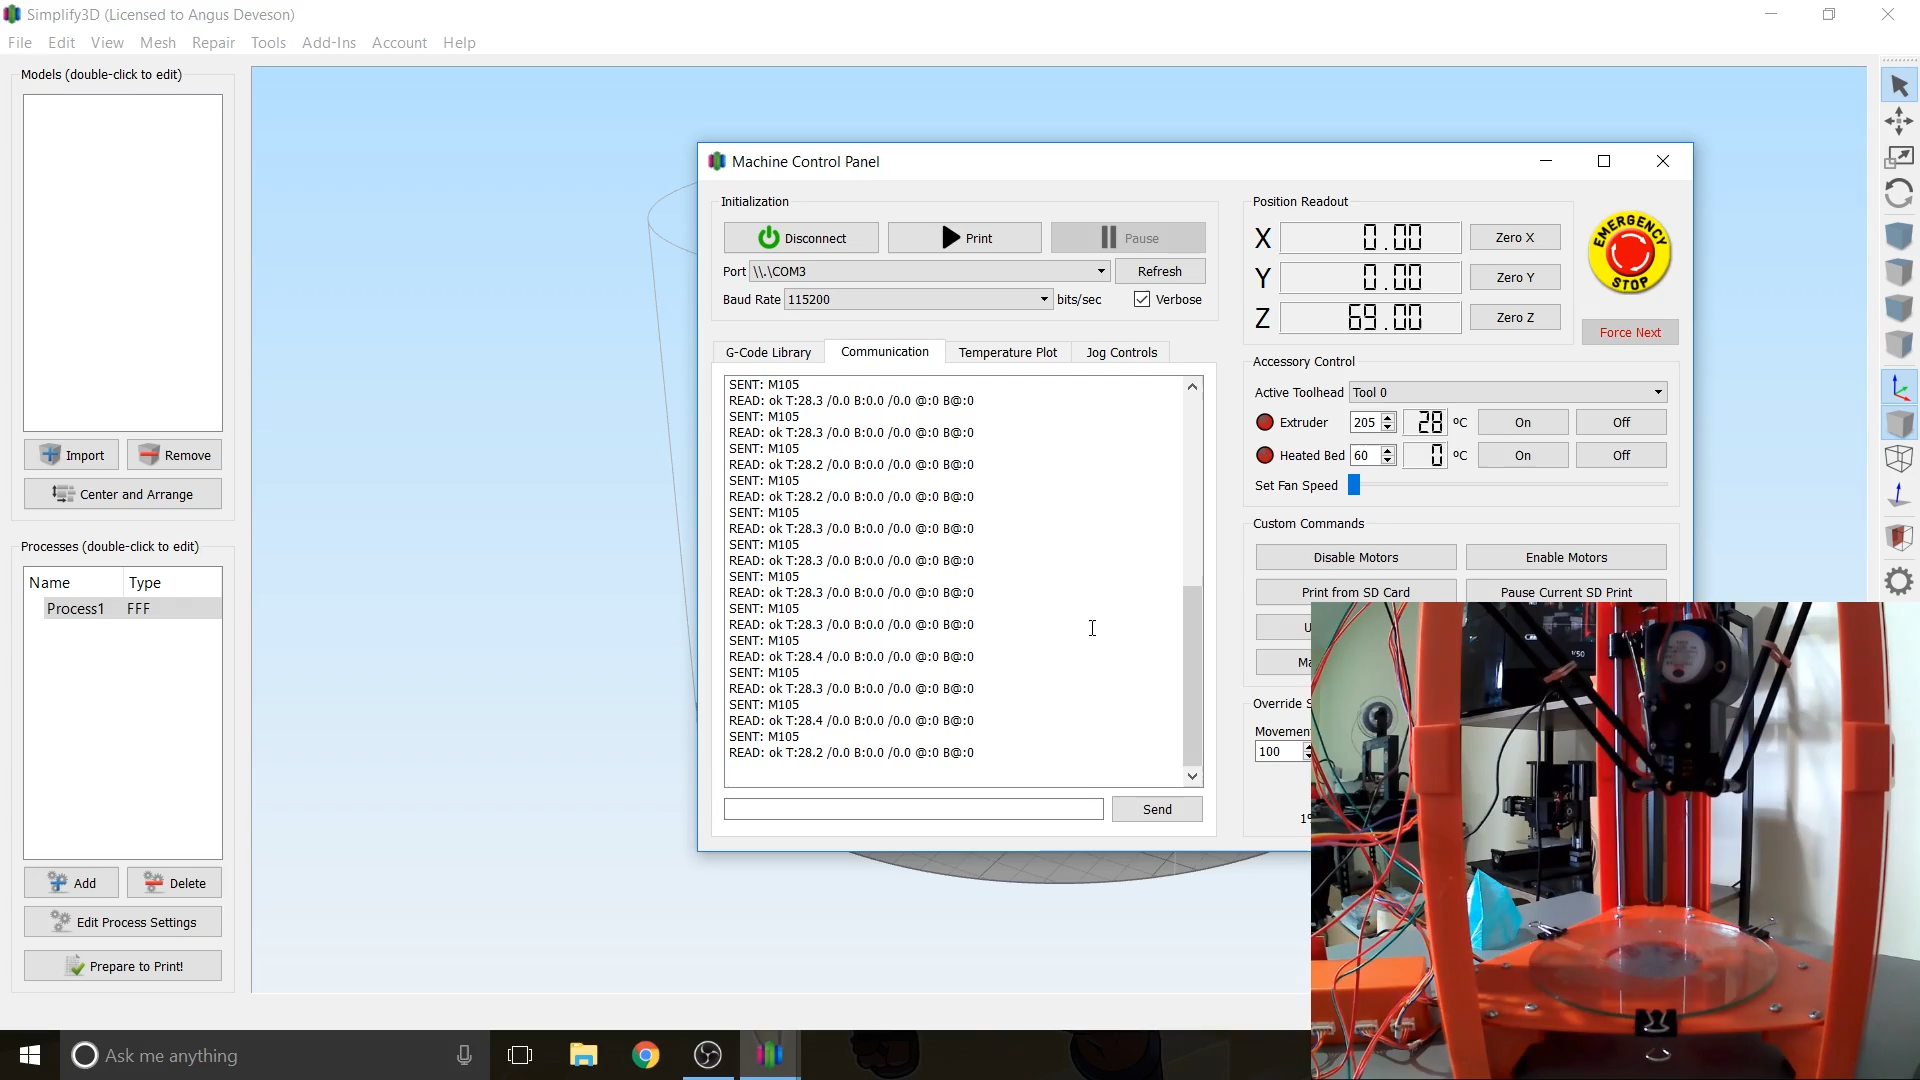 Simplify3D (Licensed to Angus Deveson)
File Edit View Mesh Repair Tools Add-Ins Account Help
Models (double-click to edit)
Import Remove
Center and Arrange
Processes (double-click to edit)
Name Type
Process1 FFF
Add Delete
Edit Process Settings
Prepare to Print!
Machine Control Panel
Initialization
Disconnect Print Pause
Port \\.\COM3 Refresh
Baud Rate 115200 bits/sec Verbose
G-Code Library Communication Temperature Plot Jog Controls
SENT: M105
READ: ok T:28.3 /0.0 B:0.0 /0.0 @:0 B@:0
SENT: M105
READ: ok T:28.3 /0.0 B:0.0 /0.0 @:0 B@:0
SENT: M105
READ: ok T:28.2 /0.0 B:0.0 /0.0 @:0 B@:0
SENT: M105
READ: ok T:28.2 /0.0 B:0.0 /0.0 @:0 B@:0
SENT: M105
READ: ok T:28.3 /0.0 B:0.0 /0.0 @:0 B@:0
SENT: M105
READ: ok T:28.3 /0.0 B:0.0 /0.0 @:0 B@:0
SENT: M105
READ: ok T:28.3 /0.0 B:0.0 /0.0 @:0 B@:0
SENT: M105
READ: ok T:28.3 /0.0 B:0.0 /0.0 @:0 B@:0
SENT: M105
READ: ok T:28.4 /0.0 B:0.0 /0.0 @:0 B@:0
SENT: M105
READ: ok T:28.3 /0.0 B:0.0 /0.0 @:0 B@:0
SENT: M105
READ: ok T:28.4 /0.0 B:0.0 /0.0 @:0 B@:0
SENT: M105
READ: ok T:28.2 /0.0 B:0.0 /0.0 @:0 B@:0
Send
Position Readout
X 0.00 Zero X
Y 0.00 Zero Y
Z 69.00 Zero Z
EMERGENCY STOP
Force Next
Accessory Control
Active Toolhead Tool 0
Extruder 205 28 ºC On Off
Heated Bed 60 0 ºC On Off
Set Fan Speed
Custom Commands
Disable Motors Enable Motors
Print from SD Card Pause Current SD Print
U
Ma
Override S
Movemen
100
1/50
Ask me anything